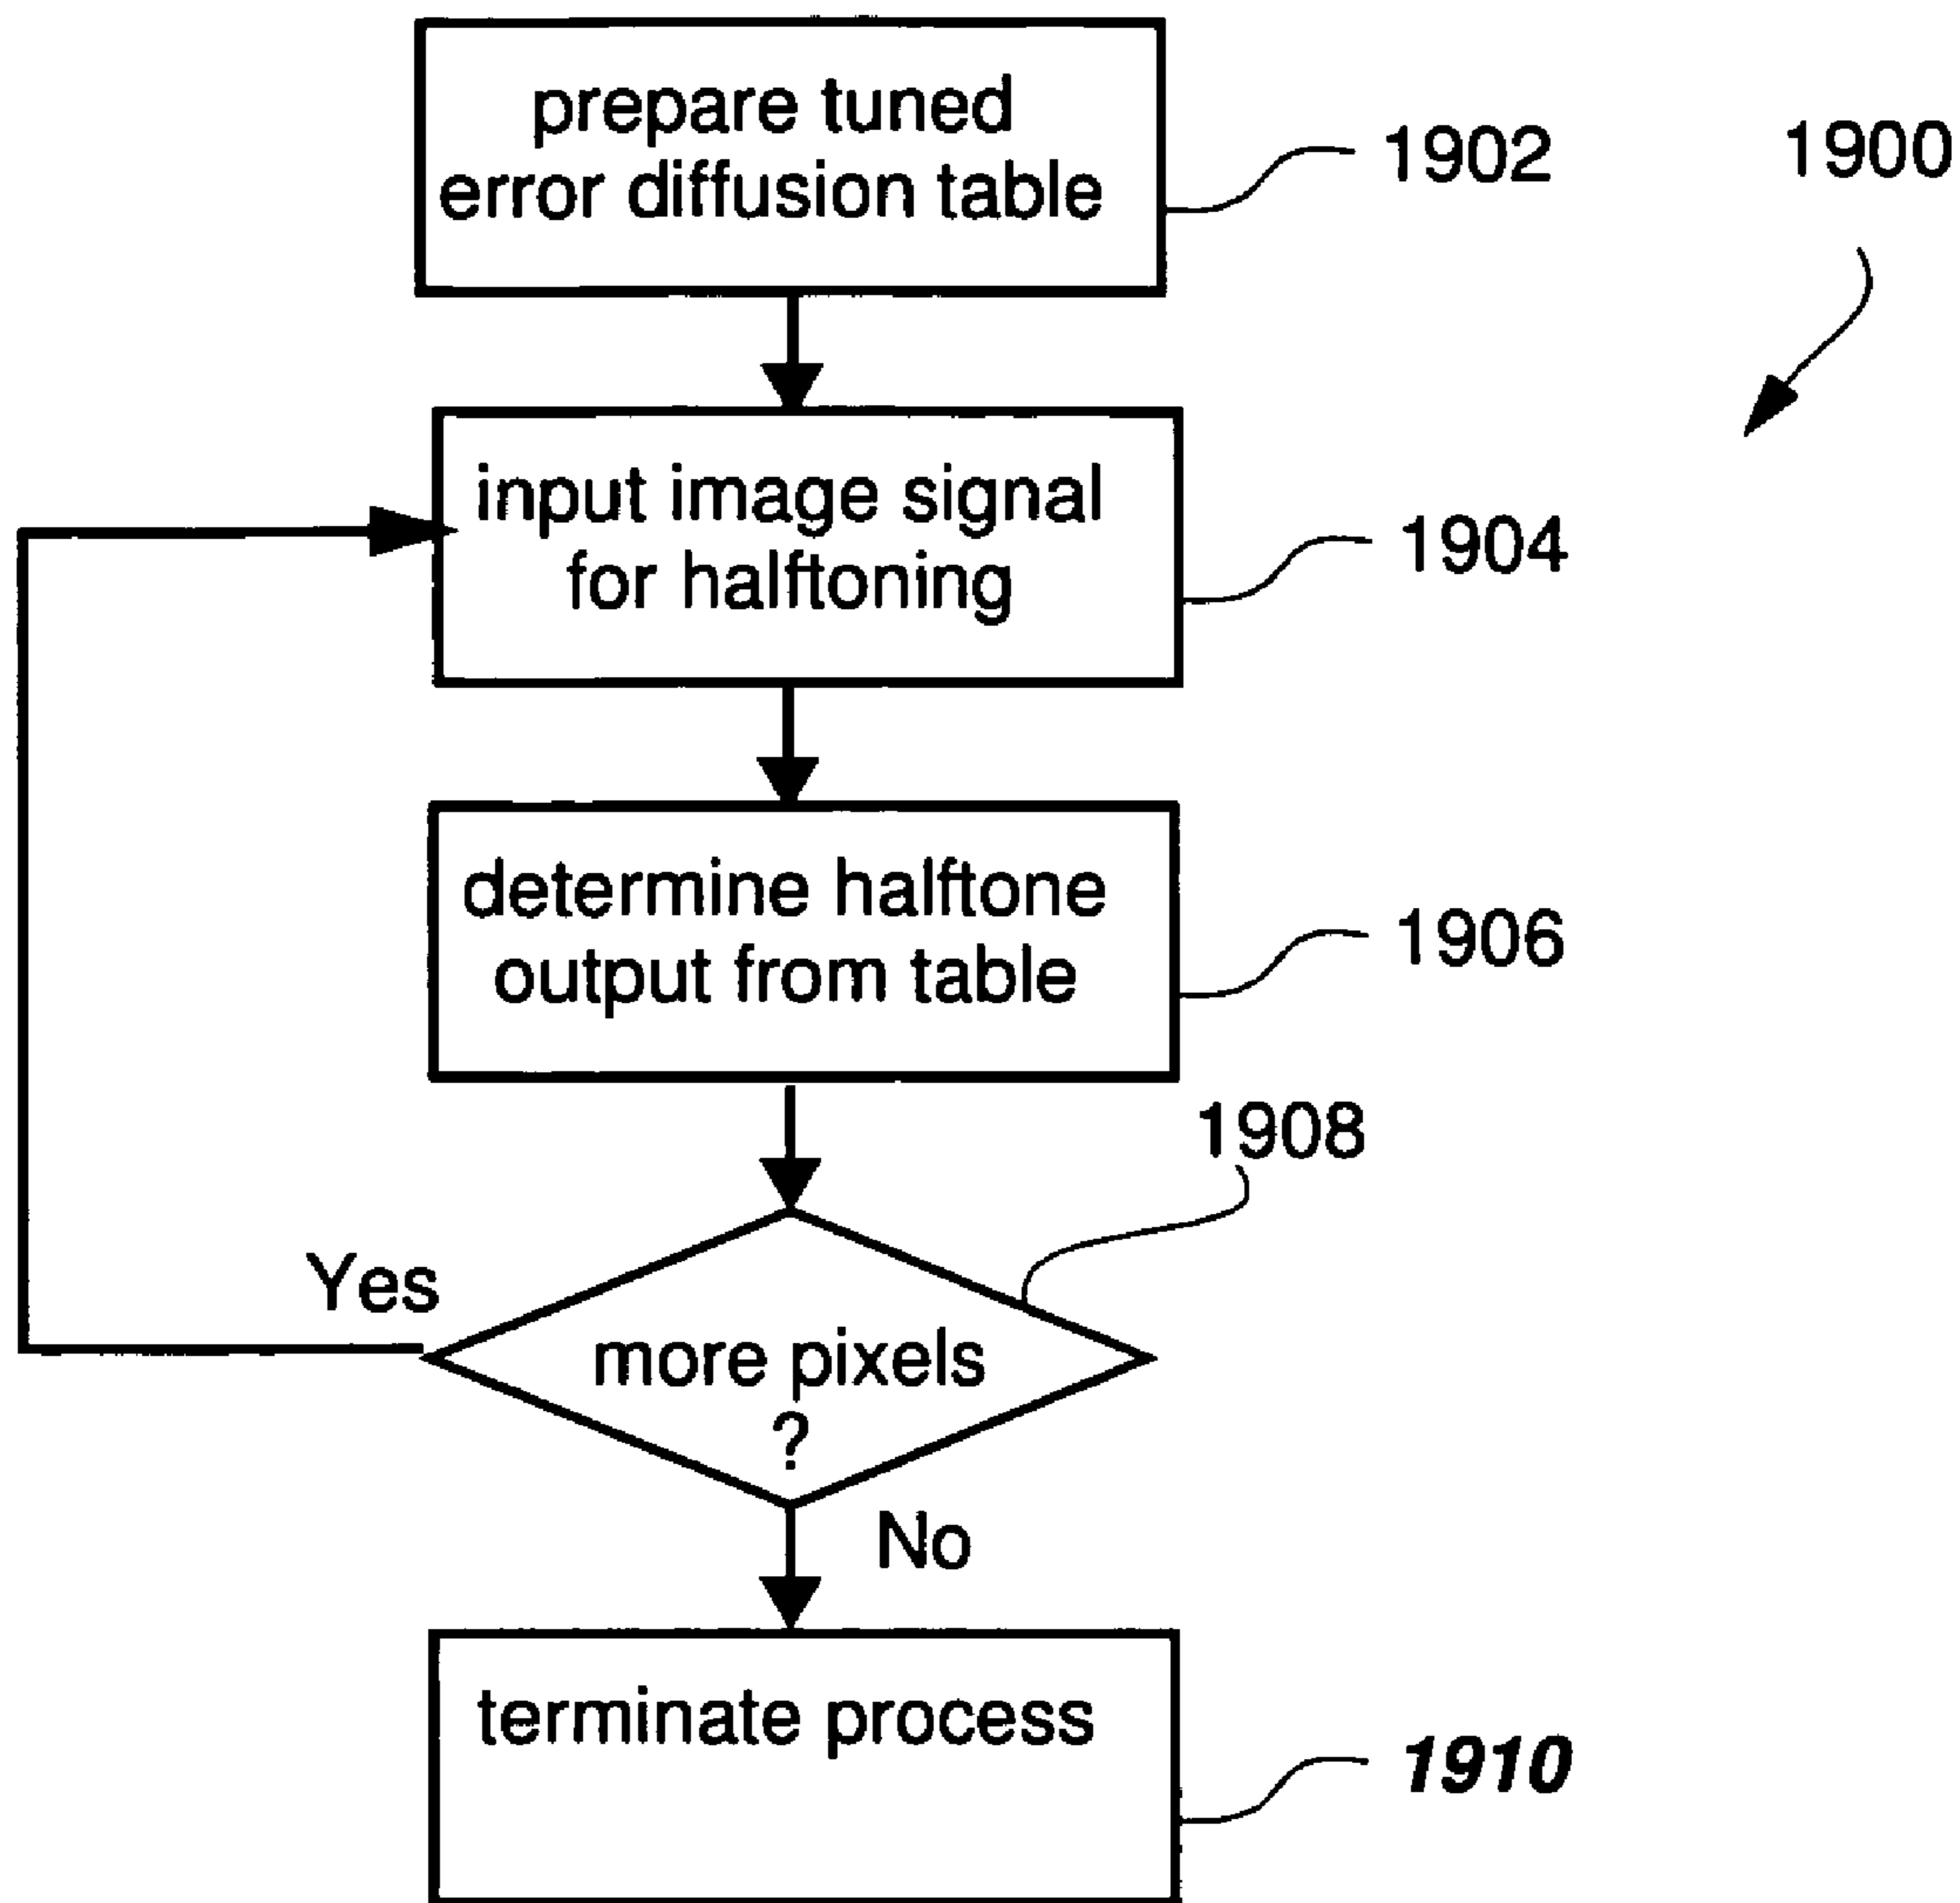 prepare tuned
error diffusion table
1902
1900
input image signal
for halftoning
1904
determine halftone
output from table
1906
1908
Yes
more pixels
?
No
terminate process
1910